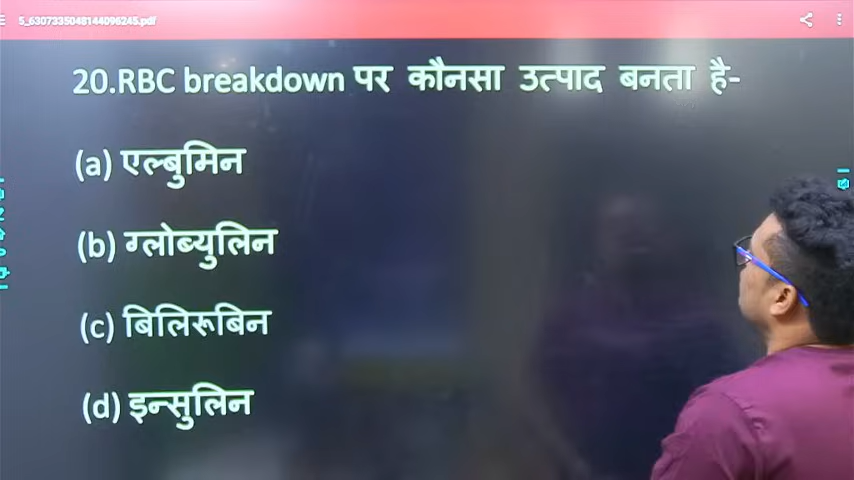 5_6307335048144096245.pdf
20.RBC breakdown पर कौनसा उत्पाद बनता है-
(a) एल्बुमिन
(b) ग्लोब्युलिन
(c) बिलिरूबिन
(d) इन्सुलिन